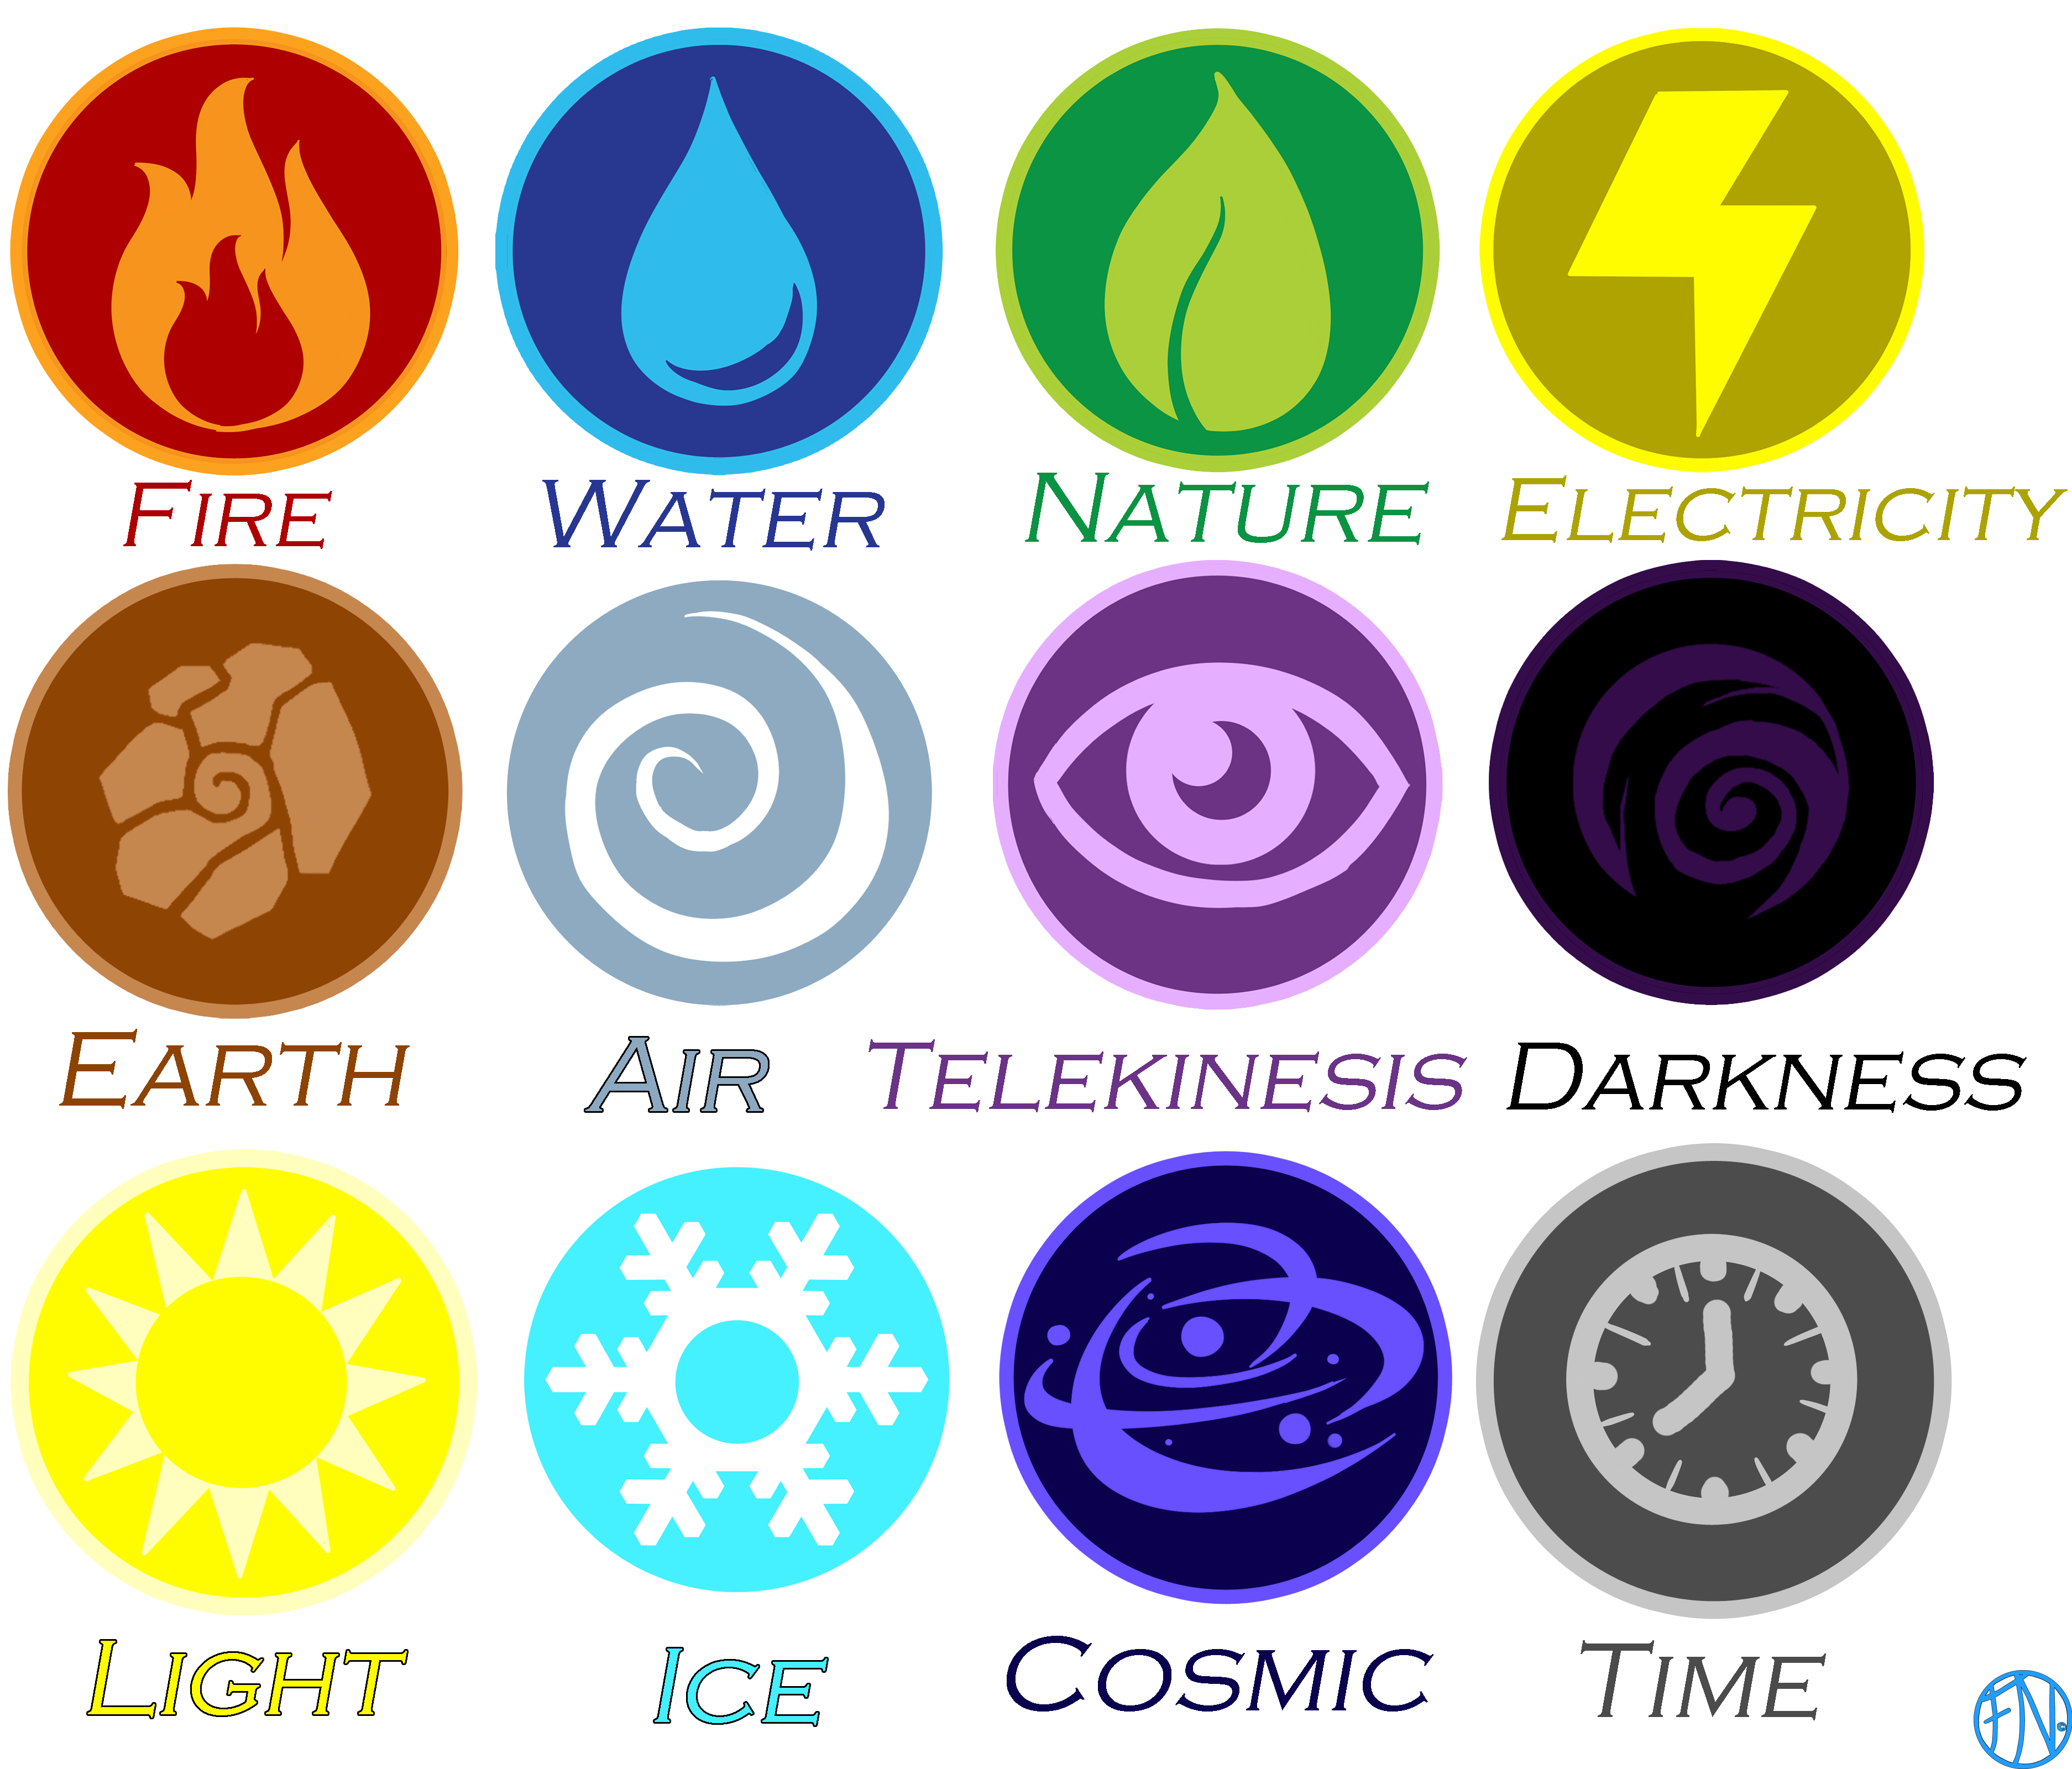 FIRE WATER NATURE ELECTRICITY
EARTH AIR TELEKINESIS DARKNESS
LIGHT ICE COSMIC TIME